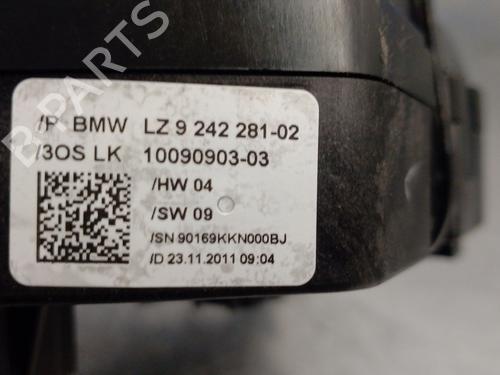 B-PARTS
/P BMW LZ 9 242 281-02
/3OS LK 10090903-03
/HW 04
/SW 09
/SN 90169KKN000BJ
/D 23.11.2011 09:04